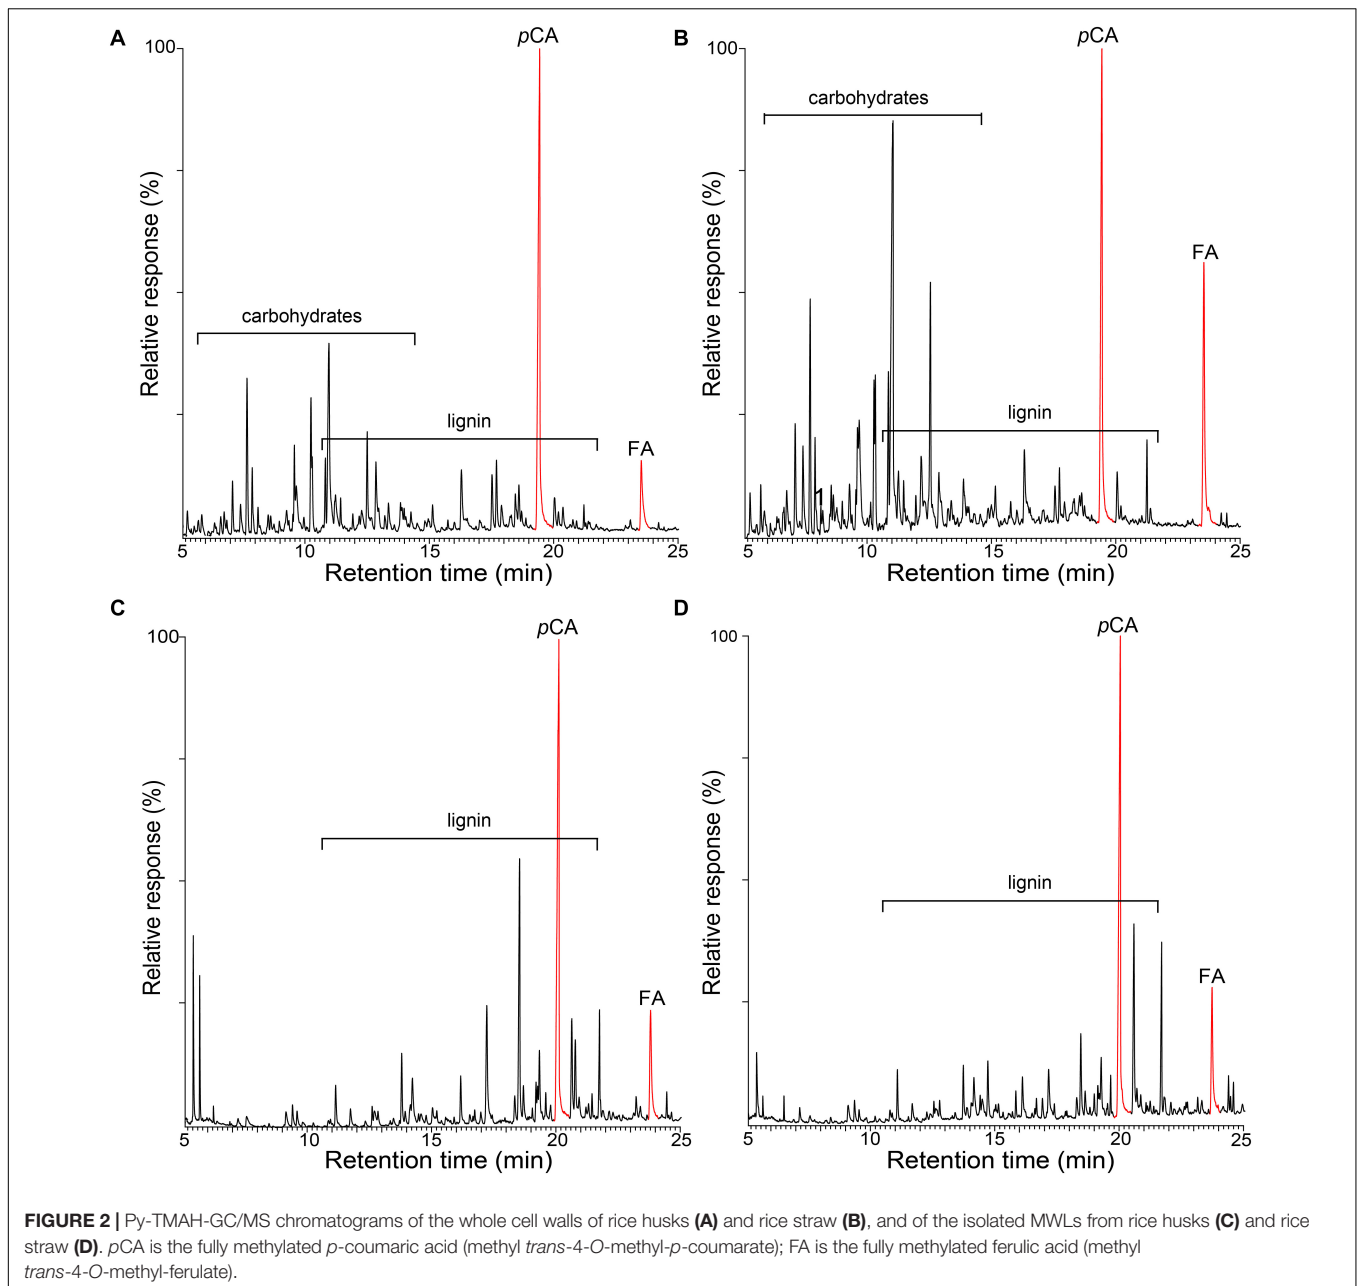 A
pCA
100
carbohydrates
lignin
FA
Relative response (%)
5 10 15 20 25
Retention time (min)
B
pCA
100
carbohydrates
FA
lignin
1
Relative response (%)
5 10 15 20 25
Retention time (min)
C
pCA
100
lignin
FA
Relative response (%)
5 10 15 20 25
Retention time (min)
D
pCA
100
lignin
FA
Relative response (%)
5 10 15 20 25
Retention time (min)
FIGURE 2 | Py-TMAH-GC/MS chromatograms of the whole cell walls of rice husks (A) and rice straw (B), and of the isolated MWLs from rice husks (C) and rice
straw (D). pCA is the fully methylated p-coumaric acid (methyl trans-4-O-methyl-p-coumarate); FA is the fully methylated ferulic acid (methyl
trans-4-O-methyl-ferulate).